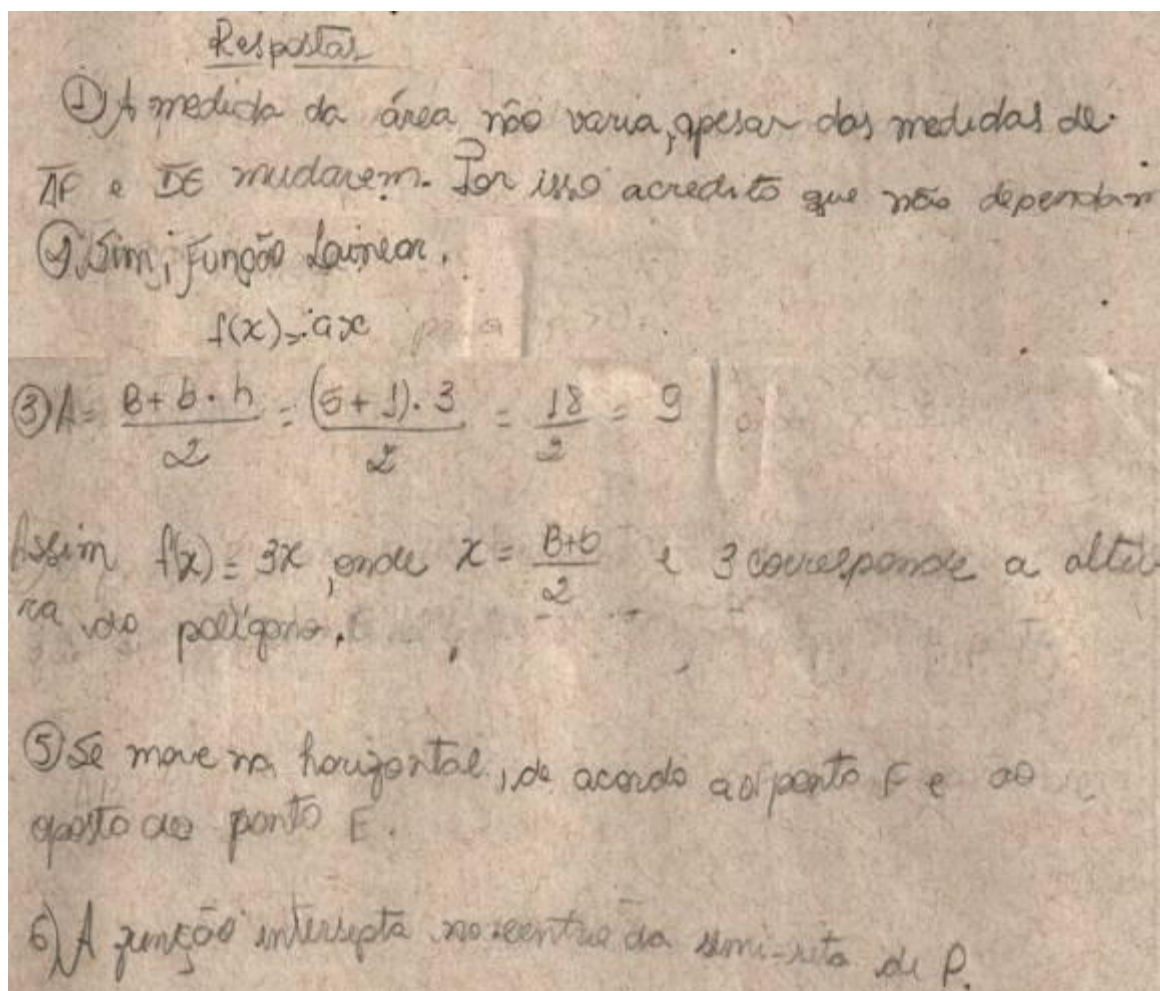 Respostas
① A medida da área não varia, apesar das medidas de
AF e DE mudarem. Por isso acredito que não dependam
Sim, Função Lainear.
f(x) = ax
③ A = B+b.h/2 = (5+1).3/2 = 18/2 = 9
Assim f(x) = 3x, onde x = B+b/2 e 3 corresponde a altu-
ra do polígono.
⑤ Se move na horizontal, de acordo ao ponto F e ao
oposto ao ponto E.
6) A função intersepta no centro da semi-reta de P.